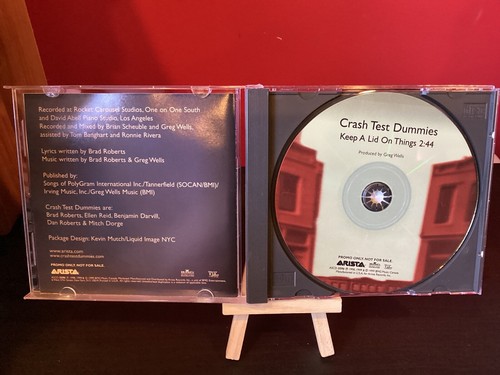 Recorded at Rocket Carousel Studios, One on One South
and David Abell Piano Studio, Los Angeles
Recorded and Mixed by Brian Scheuble and Greg Wells,
assisted by Tom Banghart and Ronnie Rivera
Lyrics written by Brad Roberts
Music written by Brad Roberts & Greg Wells
Published by:
Songs of PolyGram International Inc./Tannerfield (SOCAN/BMI)/
Irving Music, Inc./Greg Wells Music (BMI)
Crash Test Dummies are:
Brad Roberts, Ellen Reid, Benjamin Darvill,
Dan Roberts & Mitch Dorge
Package Design: Kevin Mutch/Liquid Image NYC
www.arista.com
www.crashtestdummies.com
PROMO ONLY NOT FOR SALE
ARISTA
Crash Test Dummies
Keep A Lid On Things 2:44
Produced by Greg Wells
PROMO ONLY NOT FOR SALE
ARISTA